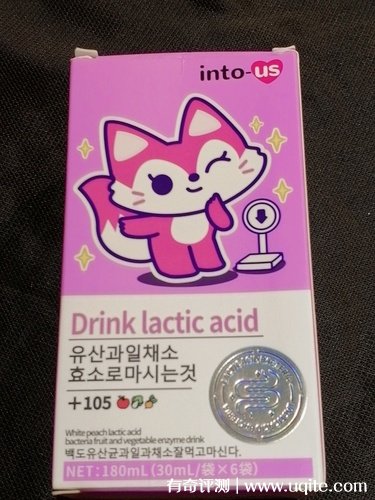 into-us
Drink lactic acid
유산과일채소
효소로마시는것
+105
White peach lactic acid
bacteria fruit and vegetable enzyme drink
백도유산균과일과채소잘먹고마신다.
NET: 180mL (30mL/袋×6袋)
有奇评测 | www.uqite.com